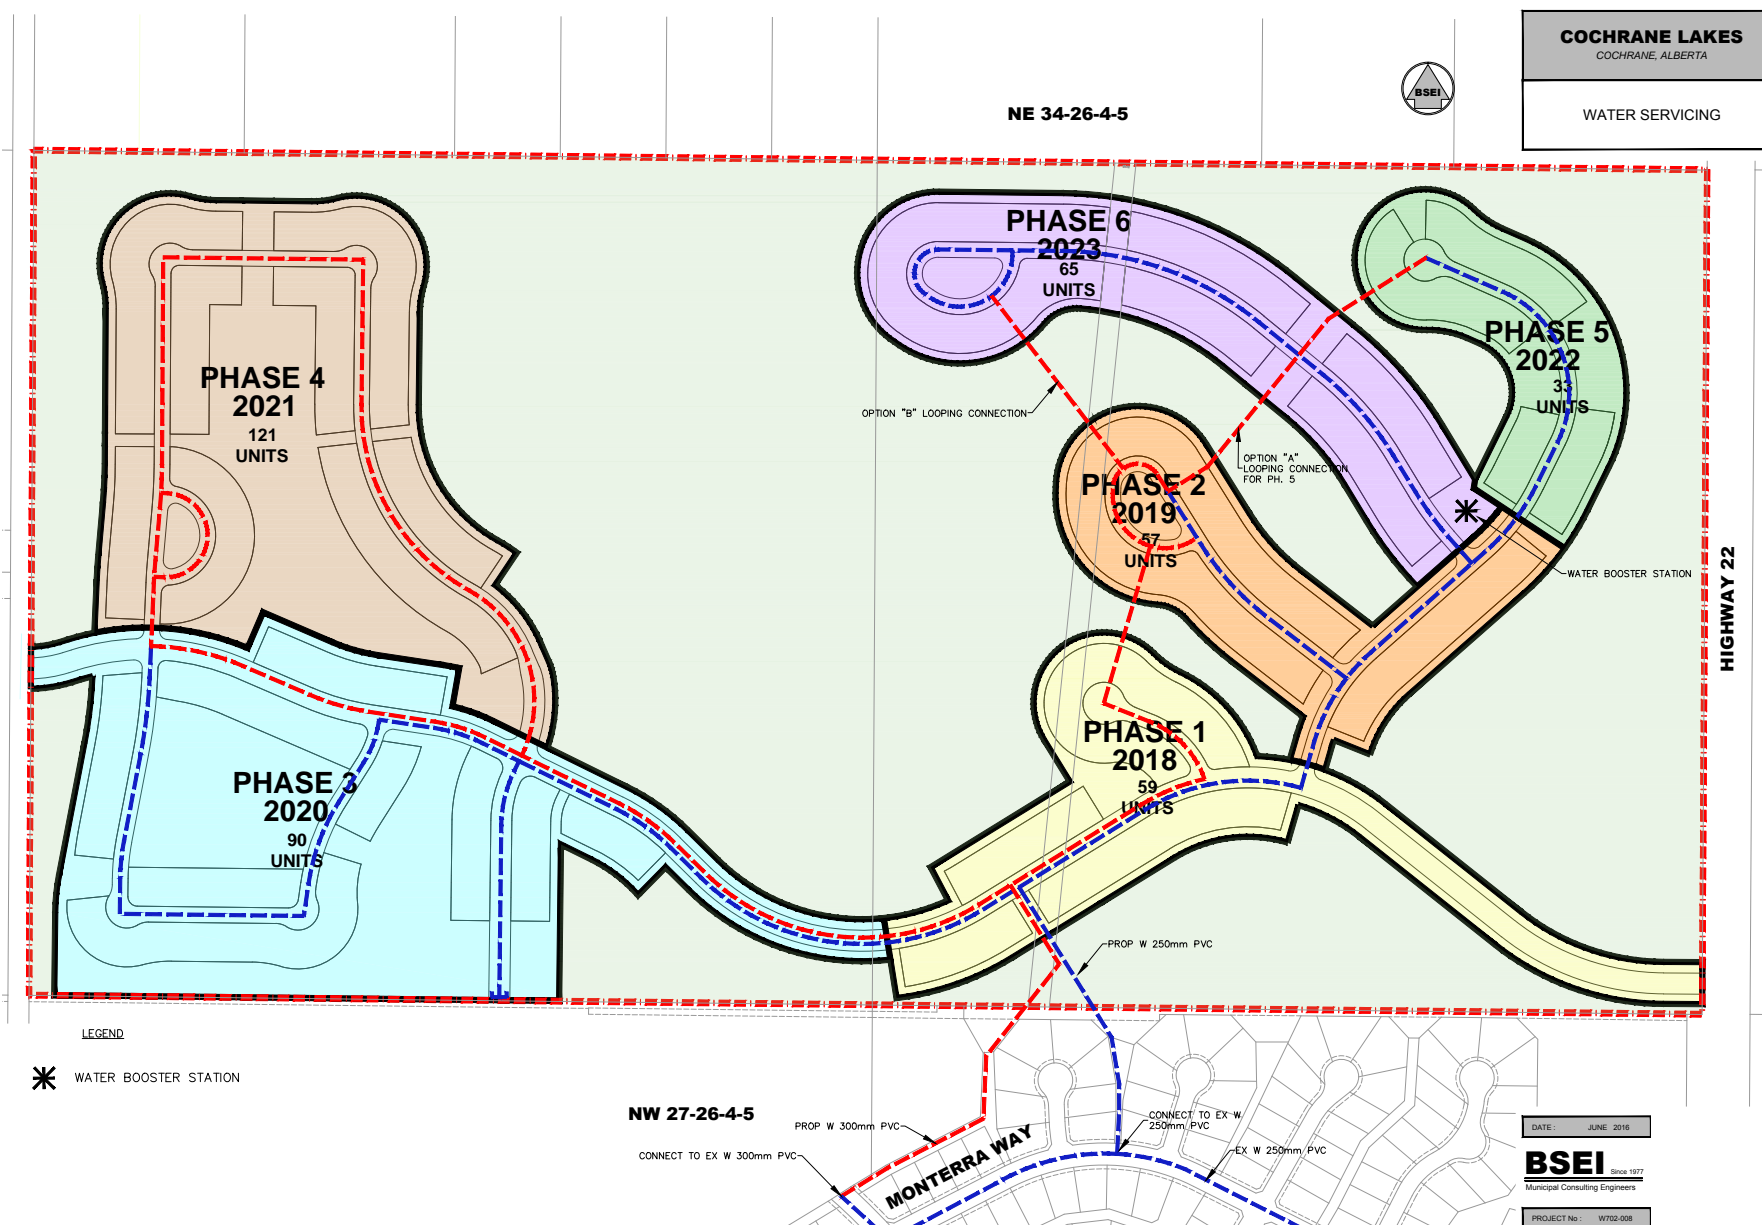 COCHRANE LAKES
COCHRANE, ALBERTA
WATER SERVICING
BSEI
NE 34-26-4-5
PHASE 6
2023
65
UNITS
PHASE 5
2022
33
UNITS
PHASE 4
2021
121
UNITS
OPTION "B" LOOPING CONNECTION
OPTION "A"
LOOPING CONNECTION
FOR PH. 5
PHASE 2
2019
57
UNITS
WATER BOOSTER STATION
HIGHWAY 22
PHASE 1
2018
59
UNITS
PHASE 3
2020
90
UNITS
PROP W 250mm PVC
LEGEND
WATER BOOSTER STATION
NW 27-26-4-5
PROP W 300mm PVC
CONNECT TO EX W 300mm PVC
MONTERRA WAY
CONNECT TO EX W
250mm PVC
EX W 250mm PVC
DATE : JUNE 2016
BSEI Since 1977
Municipal Consulting Engineers
PROJECT No : W702-008